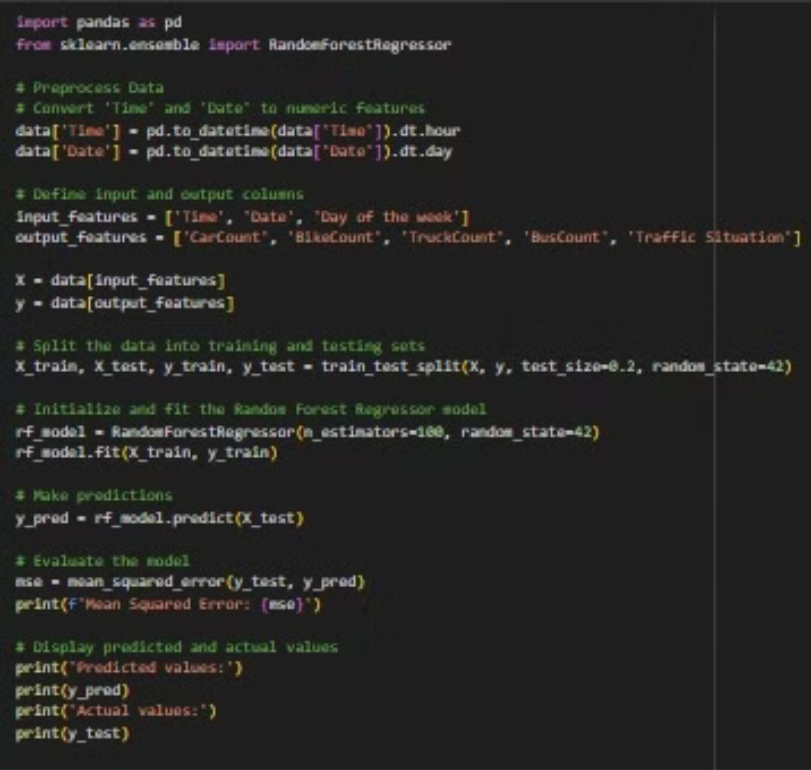 import pandas as pd
from sklearn.ensemble import RandomForestRegressor
# Preprocess Data
# Convert 'Time' and 'Date' to numeric features
data['Time'] = pd.to_datetime(data['Time']).dt.hour
data['Date'] = pd.to_datetime(data['Date']).dt.day
# Define input and output columns
input_features = ['Time', 'Date', 'Day of the week']
output_features = ['CarCount', 'BikeCount', 'TruckCount', 'BusCount', 'Traffic Situation']
X = data[input_features]
y = data[output_features]
# Split the data into training and testing sets
X_train, X_test, y_train, y_test = train_test_split(X, y, test_size=0.2, random_state=42)
# Initialize and fit the Random Forest Regressor model
rf_model = RandomForestRegressor(n_estimators=100, random_state=42)
rf_model.fit(X_train, y_train)
# Make predictions
y_pred = rf_model.predict(X_test)
# Evaluate the model
mse = mean_squared_error(y_test, y_pred)
print(f"Mean Squared Error: {mse}")
# Display predicted and actual values
print("Predicted values:")
print(y_pred)
print("Actual values:")
print(y_test)